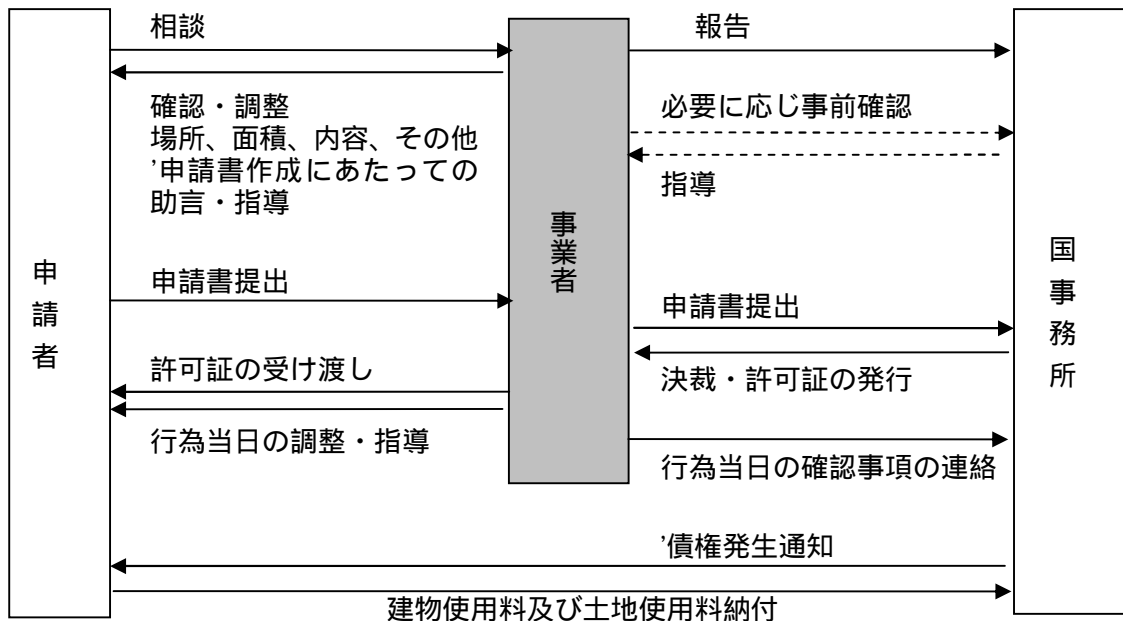 相談
報告
確認・調整
場所、面積、内容、その他
’申請書作成にあたっての
助言・指導
必要に応じ事前確認
指導
申請者
事業者
国事務所
申請書提出
申請書提出
許可証の受け渡し
決裁・許可証の発行
行為当日の調整・指導
行為当日の確認事項の連絡
’債権発生通知
建物使用料及び土地使用料納付